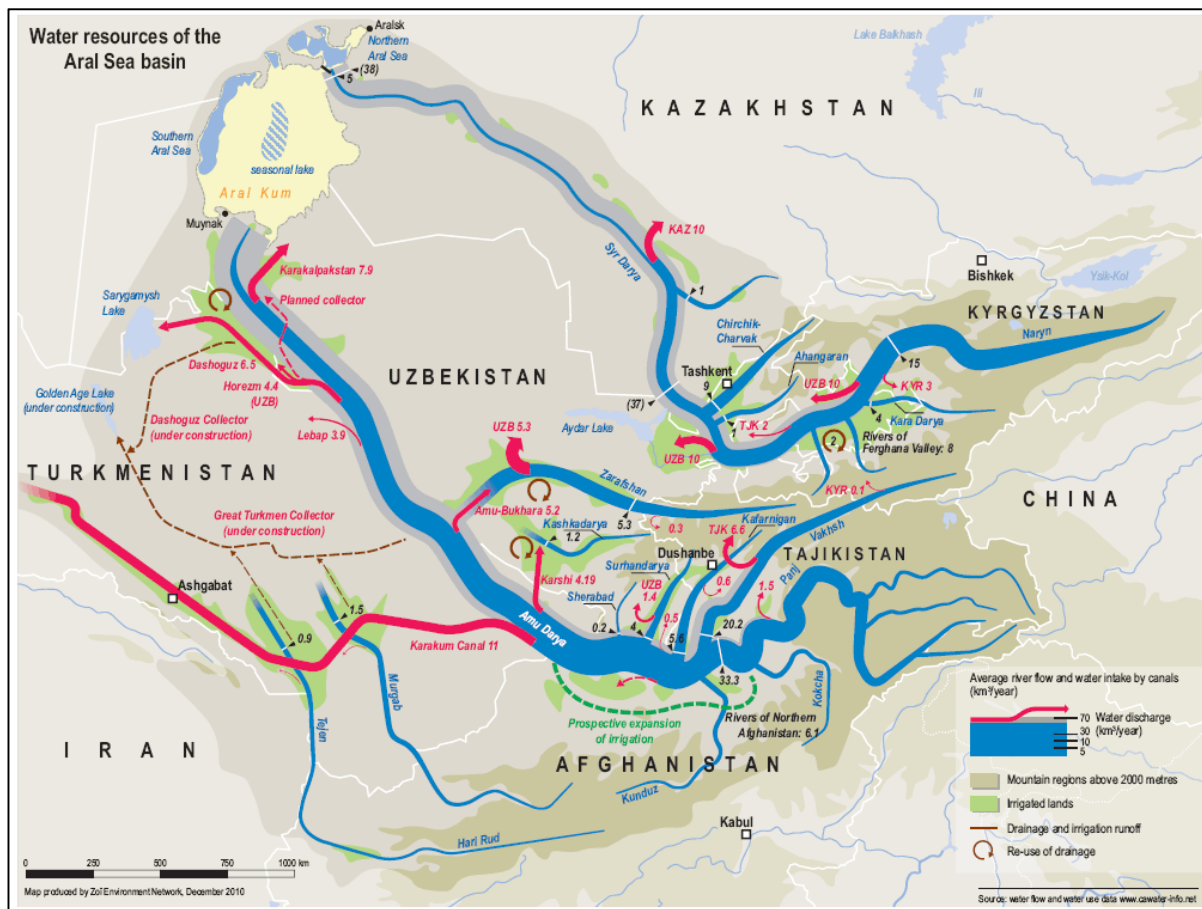 Water resources of the
Aral Sea basin
Aralsk
Northern
Aral Sea
(38)
5
Lake Balkhash
Ili
KAZAKHSTAN
Southern
Aral Sea
seasonal lake
Aral Kum
Muynak
KAZ 10
Syr Darya
1
Bishkek
Ysik-Kol
Karakalpakstan 7.9
Planned collector
Sarygamysh
Lake
Chirchik-
Charvak
KYRGYZSTAN
Naryn
Ahangaran
15
Tashkent
9
UZB 10
KYR 3
Dashoguz 6.5
Horezm 4.4
(UZB)
UZBEKISTAN
(37)
1
TJK 2
4
Kara Darya
Golden Age Lake
(under construction)
Dashoguz Collector
(under construction)
Lebap 3.9
UZB 5.3
Aydar Lake
UZB 10
2
Rivers of
Ferghana Valley: 8
TURKMENISTAN
Zarafshan
KYR 0.1
CHINA
Great Turkmen Collector
(under construction)
Amu-Bukhara 5.2
Kashkadarya
1.2
5.3
0.3
TJK 6.6
Kafarnigan
Vakhsh
Dushanbe
TAJIKISTAN
Surhandarya
Panj
Ashgabat
Karshi 4.19
Sherabad
UZB
1.4
0.6
1.5
0.5
1.5
0.9
Amu Darya
0.2
4
5.6
20.2
Karakum Canal 11
33.3
Murgab
Tejen
Kokcha
Prospective expansion
of irrigation
Rivers of Northern
Afghanistan: 6.1
IRAN
AFGHANISTAN
Kunduz
Hari Rud
Kabul
Average river flow and water intake by canals
(km³/year)
70 Water discharge
30 (km³/year)
10
5
Mountain regions above 2000 metres
Irrigated lands
Drainage and irrigation runoff
Re-use of drainage
0 250 500 750 1000 km
Map produced by Zoï Environment Network, December 2010
Source: water flow and water use data www.cawater-info.net